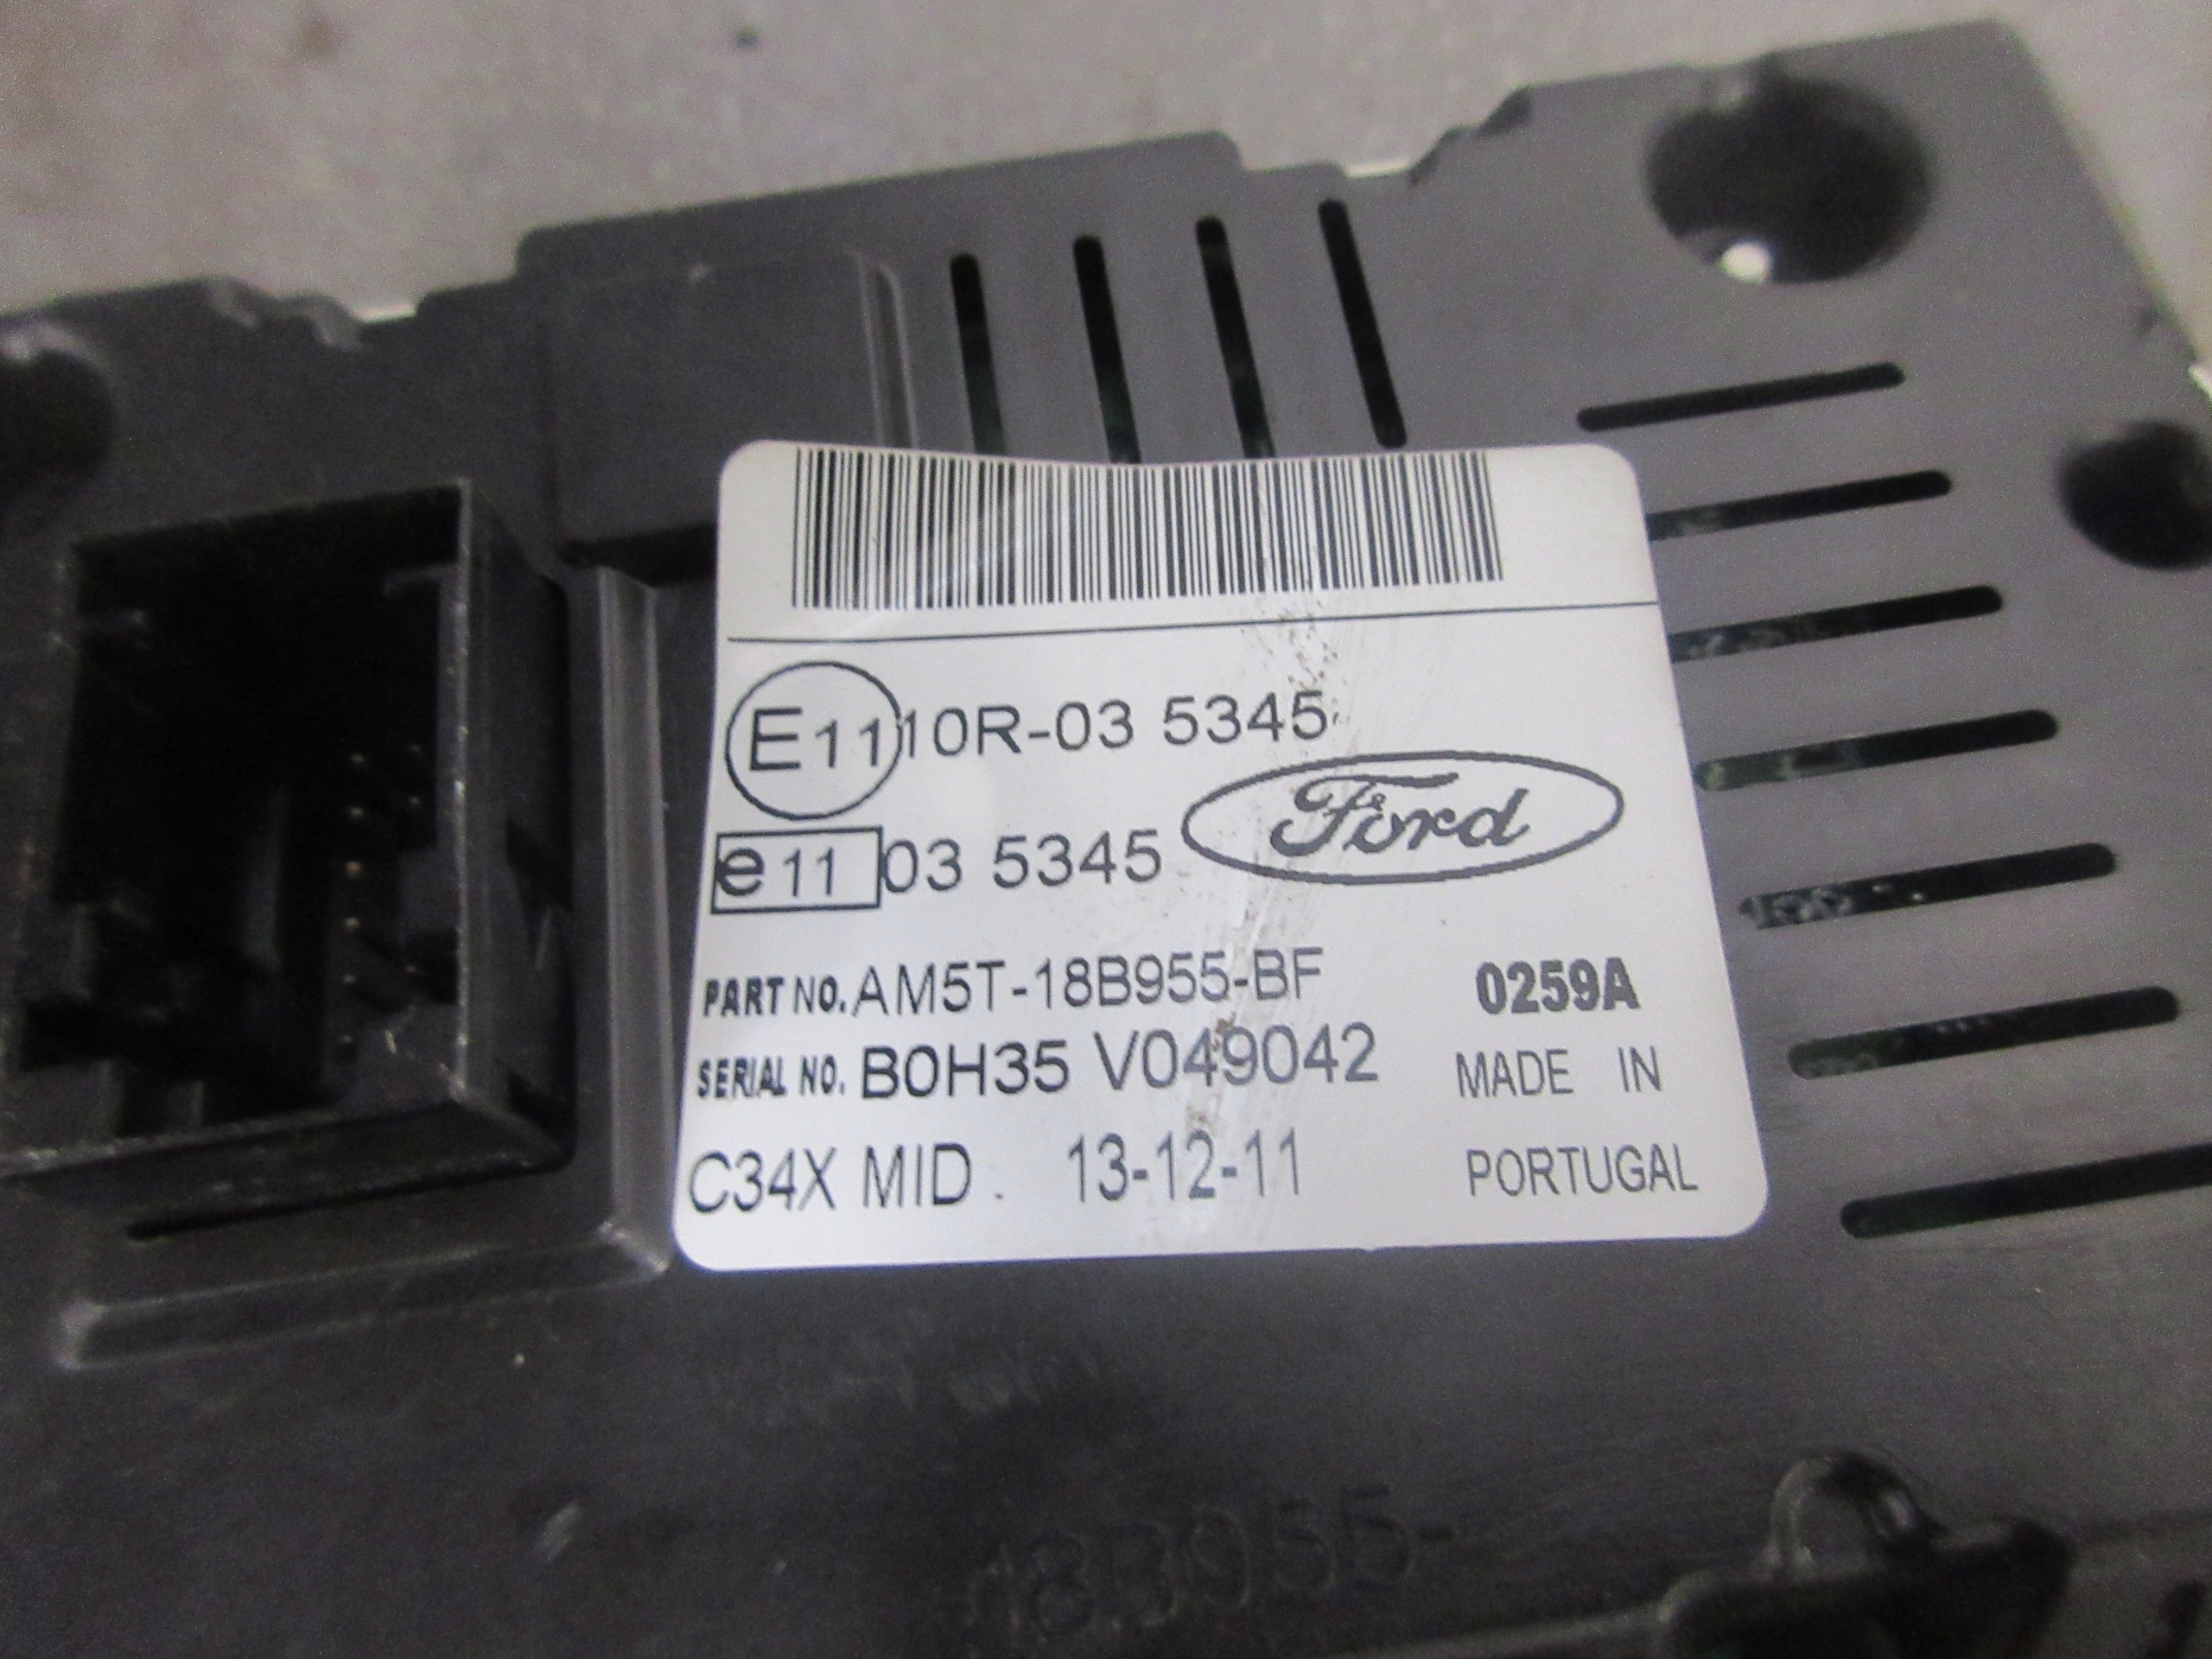 E11 10R-03 5345
e11 03 5345 Ford
PART NO. AM5T-18B955-BF 0259A
SERIAL NO. B0H35 V049042 MADE IN
C34X MID. 13-12-11 PORTUGAL
18B955-